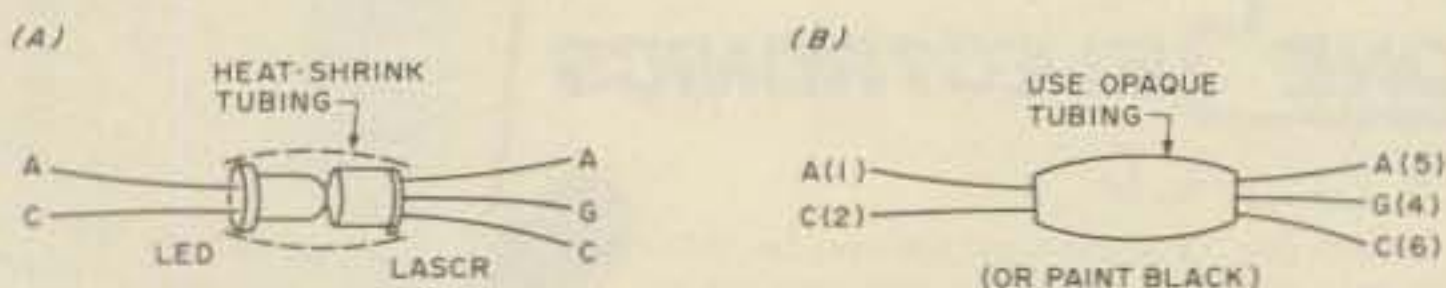 (A)
HEAT-SHRINK
TUBING
A
C
LED
LASCR
A
G
C
(B)
USE OPAQUE
TUBING
A(1)
C(2)
A(5)
G(4)
C(6)
(OR PAINT BLACK)